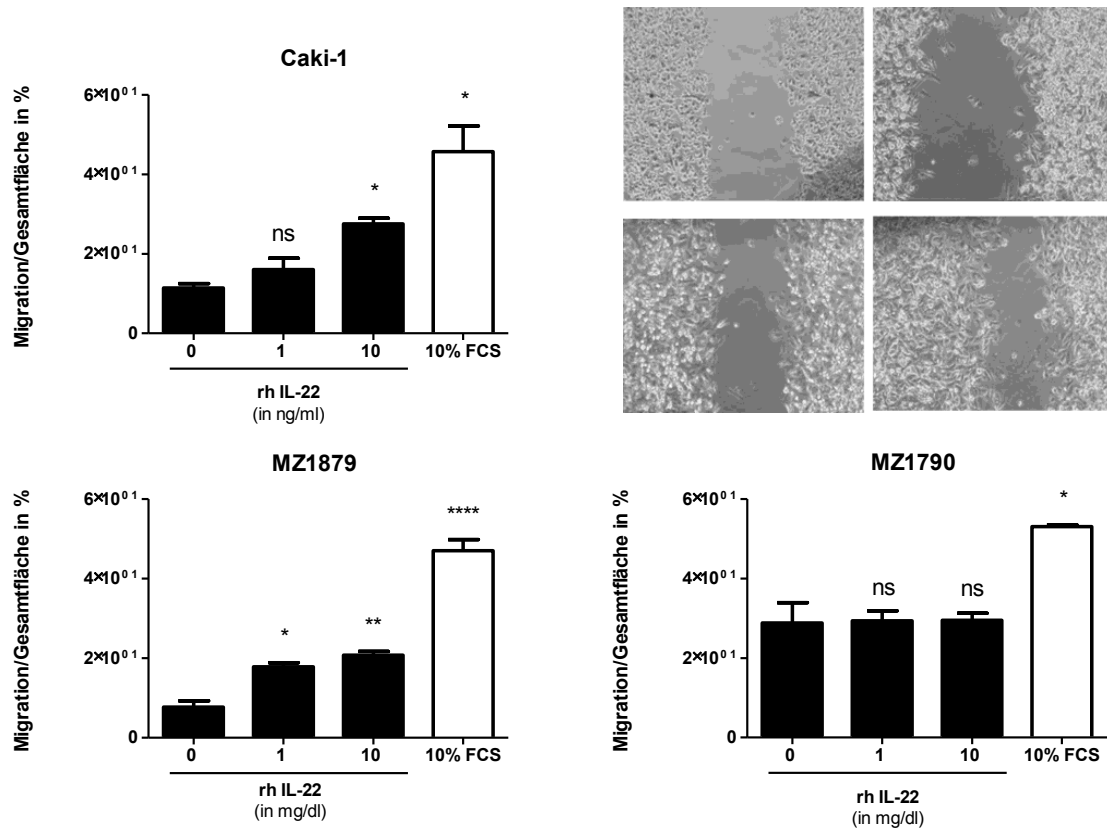 Caki-1
Migration/Gesamtfläche in %
6×10⁰¹
4×10⁰¹
2×10⁰¹
0
ns
*
*
0 1 10 10% FCS
rh IL-22
(in ng/ml)
MZ1879
Migration/Gesamtfläche in %
6×10⁰¹
4×10⁰¹
2×10⁰¹
0
*
**
****
0 1 10 10% FCS
rh IL-22
(in mg/dl)
MZ1790
Migration/Gesamtfläche in %
6×10⁰¹
4×10⁰¹
2×10⁰¹
0
ns
ns
*
0 1 10 10% FCS
rh IL-22
(in mg/dl)